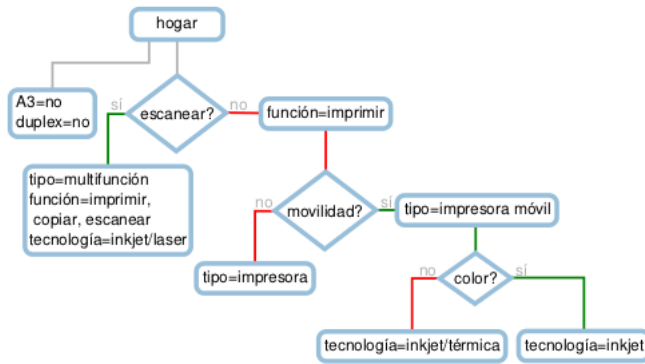 hogar
A3=no
duplex=no
sí
escanear?
no
función=imprimir
tipo=multifunción
función=imprimir,
copiar, escanear
tecnología=inkjet/laser
no
movilidad?
sí
tipo=impresora móvil
tipo=impresora
no
color?
sí
tecnología=inkjet/térmica
tecnología=inkjet